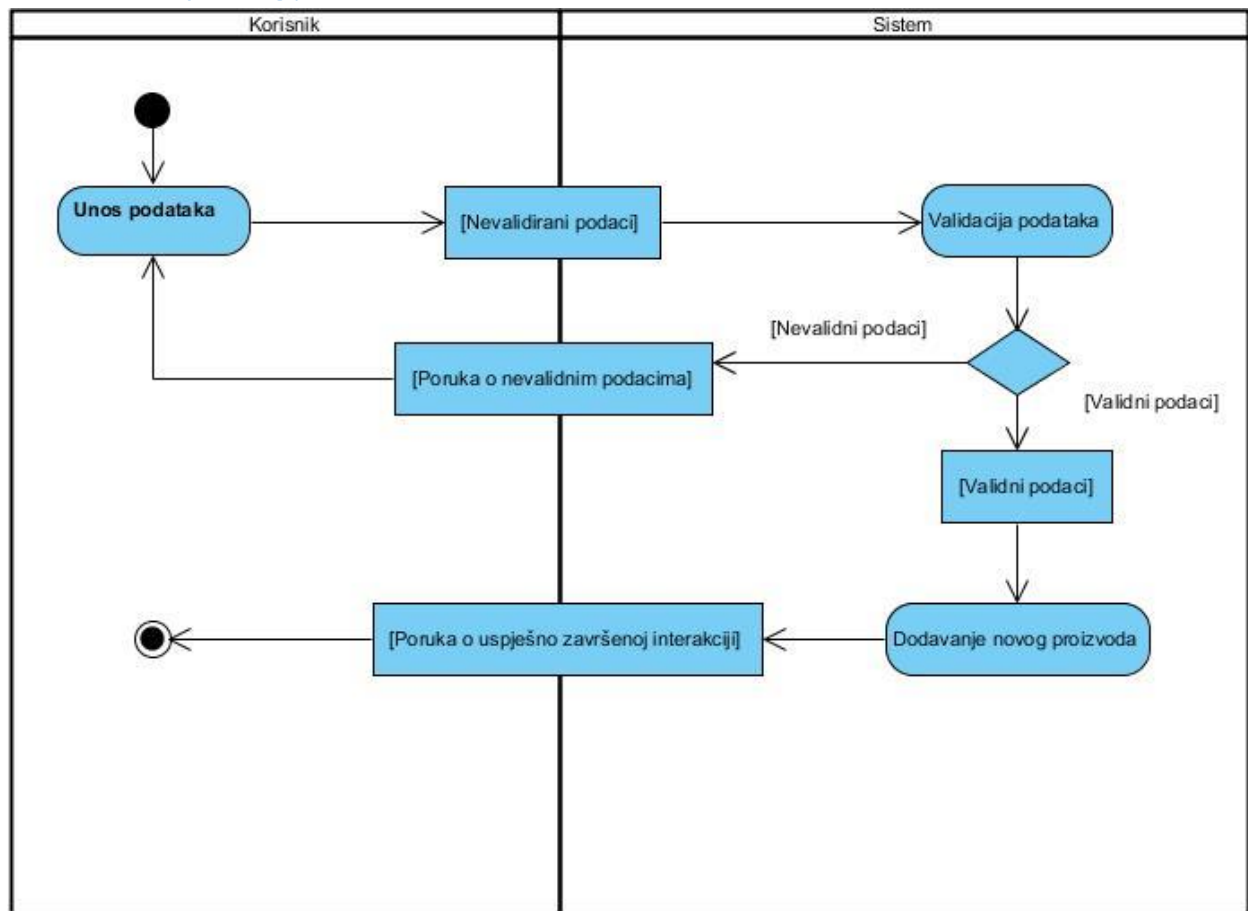 Korisnik
Sistem
Unos podataka
[Nevalidirani podaci]
Validacija podataka
[Nevalidni podaci]
[Poruka o nevalidnim podacima]
[Validni podaci]
[Validni podaci]
[Poruka o uspješno završenoj interakciji]
Dodavanje novog proizvoda